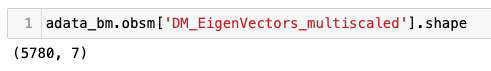 1 adata_bm.obsm['DM_EigenVectors_multiscaled'].shape
(5780, 7)